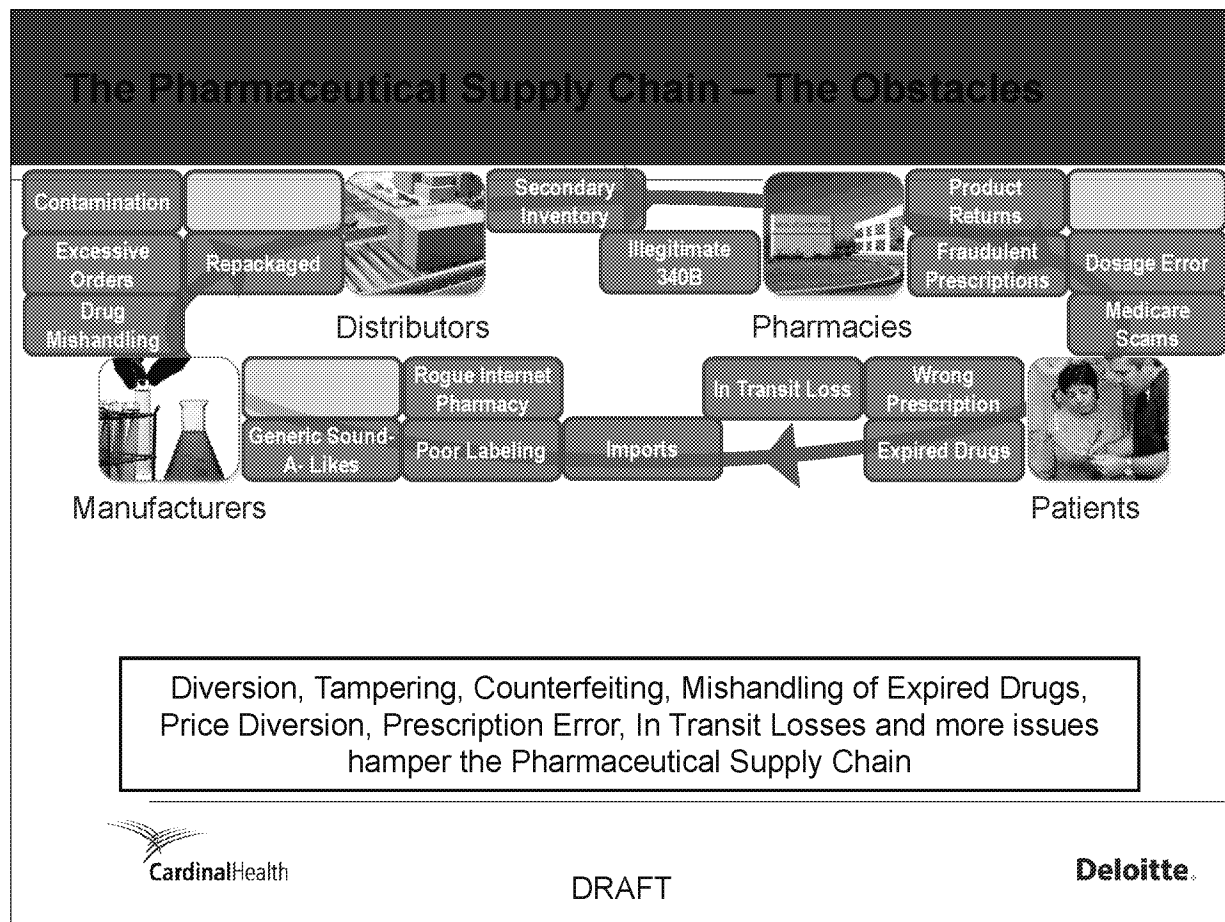 The Pharmaceutical Supply Chain – The Obstacles
Contamination
Excessive
Orders
Drug
Mishandling
Repackaged
Distributors
Secondary
Inventory
Illegitimate
340B
Pharmacies
Product
Returns
Fraudulent
Prescriptions
Dosage Error
Medicare
Scams
Manufacturers
Generic Sound-
A- Likes
Rogue Internet
Pharmacy
Poor Labeling
Imports
In Transit Loss
Wrong
Prescription
Expired Drugs
Patients
Diversion, Tampering, Counterfeiting, Mishandling of Expired Drugs,
Price Diversion, Prescription Error, In Transit Losses and more issues
hamper the Pharmaceutical Supply Chain
CardinalHealth
DRAFT
Deloitte.